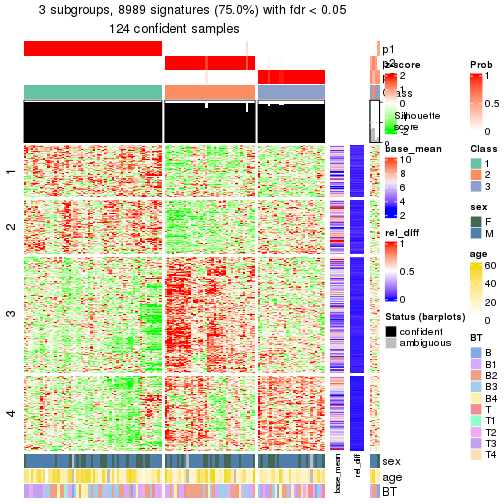 3 subgroups, 8989 signatures (75.0%) with fdr < 0.05
124 confident samples
p1
p2
Class
Silhouette
score
1
2
3
4
base_mean
rel_diff
sex
age
BT
z-score
2
1
0
-1
-2
base_mean
10
8
6
4
2
rel_diff
1
0.5
0
Status (barplots)
confident
ambiguous
Prob
1
0.5
0
Class
1
2
3
sex
F
M
age
60
40
20
0
BT
B
B1
B2
B3
B4
T
T1
T2
T3
T4